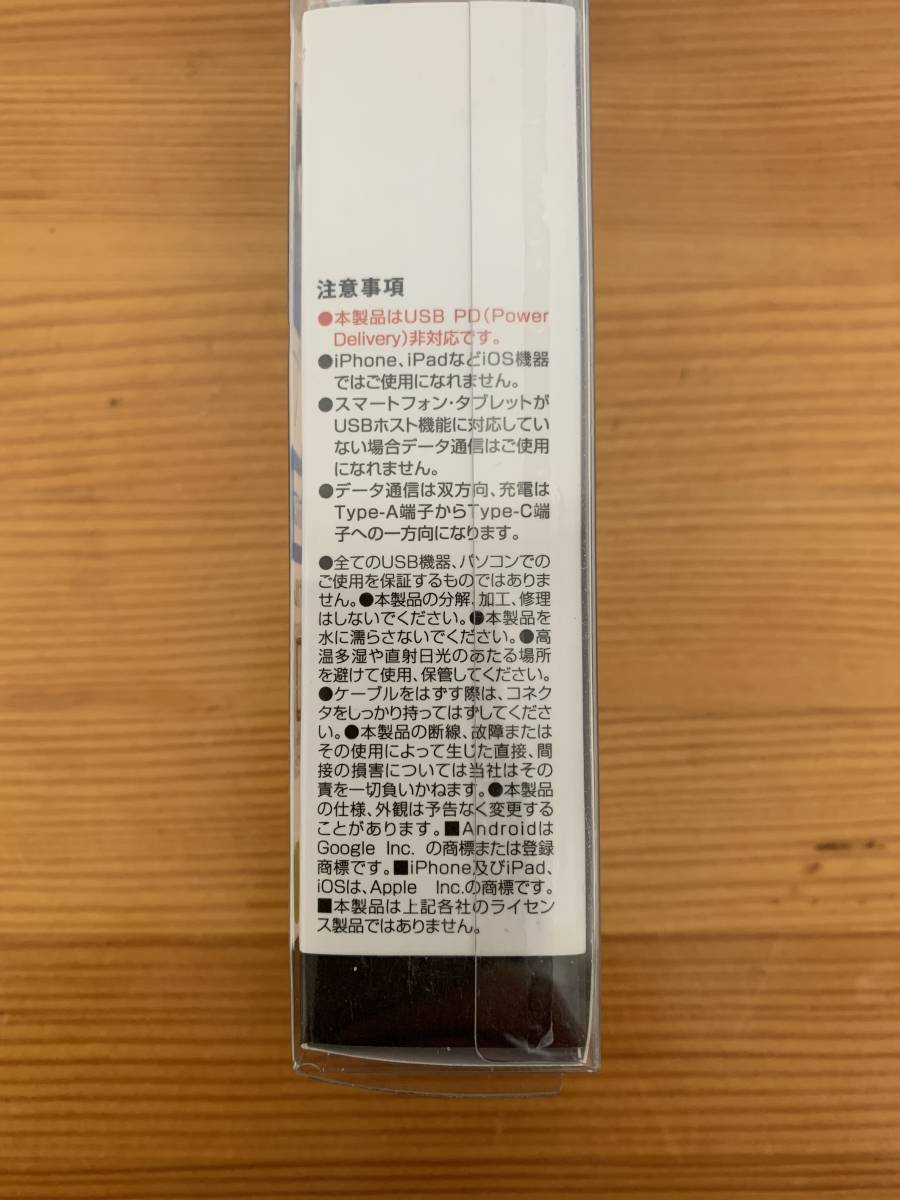 注意事項
●本製品はUSB PD(Power
Delivery)非対応です。
●iPhone、iPadなどiOS機器
ではご使用になれません。
●スマートフォン・タブレットが
USBホスト機能に対応してい
ない場合データ通信はご使用
になれません。
●データ通信は双方向、充電は
Type-A端子からType-C端
子への一方向になります。
●全てのUSB機器、パソコンでの
ご使用を保証するものではありま
せん。●本製品の分解、加工、修理
はしないでください。●本製品を
水に濡らさないでください。●高
温多湿や直射日光のあたる場所
を避けて使用、保管してください。
●ケーブルをはずす際は、コネク
タをしっかり持ってはずしてくださ
い。●本製品の断線、故障または
その使用によって生じた直接、間
接の損害については当社はその
責を一切負いかねます。●本製品
の仕様、外観は予告なく変更する
ことがあります。■Androidは
Google Inc. の商標または登録
商標です。■iPhone及びiPad、
iOSは、Apple Inc.の商標です。
■本製品は上記各社のライセン
ス製品ではありません。